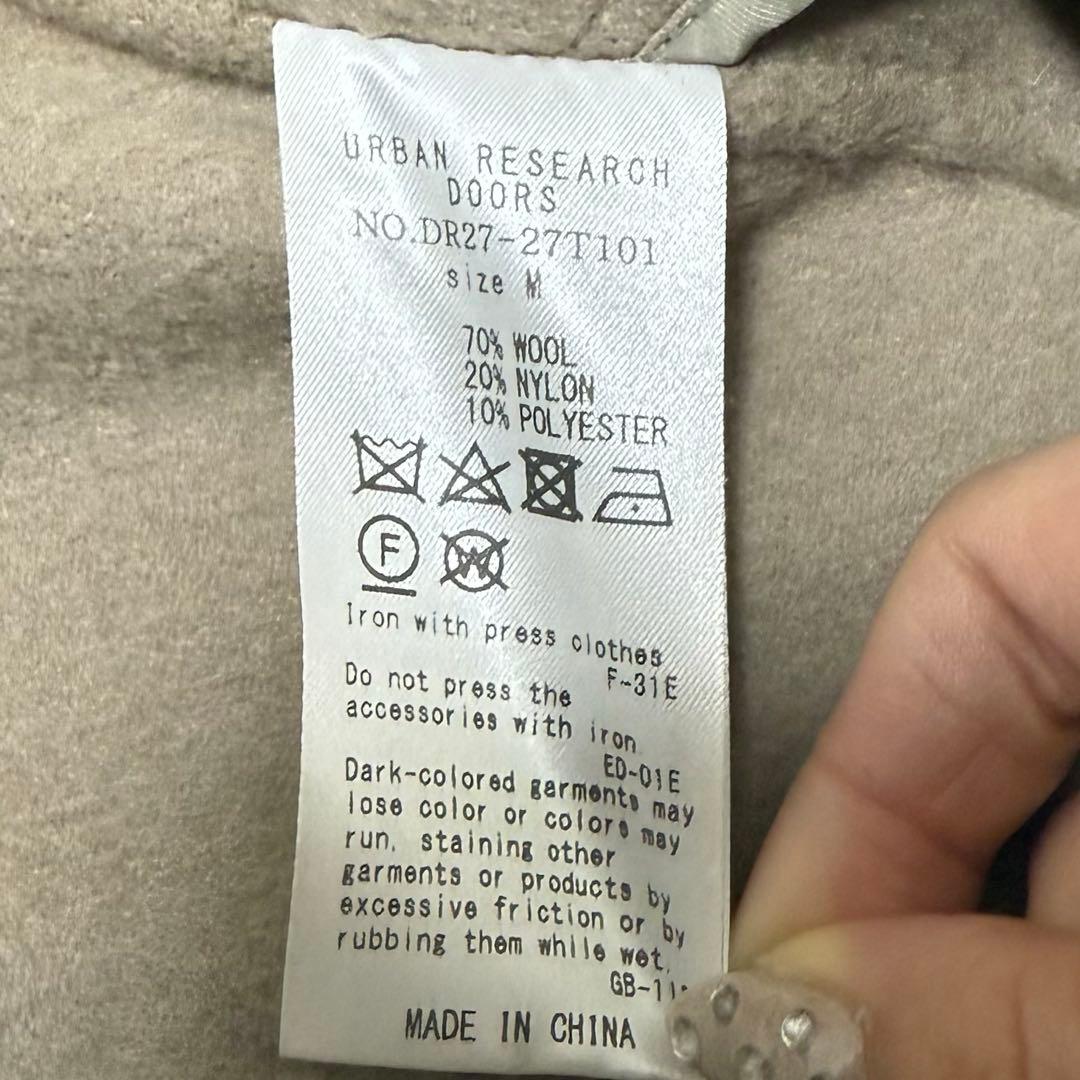 URBAN RESEARCH
DOORS
NO.DR27-27T101
size M
70% WOOL
20% NYLON
10% POLYESTER
F W
Iron with press clothes
F-31E
Do not press the
accessories with iron
ED-01E
Dark-colored garments may
lose color or colors may
run, staining other
garments or products by
excessive friction or by
rubbing them while wet.
MADE IN CHINA